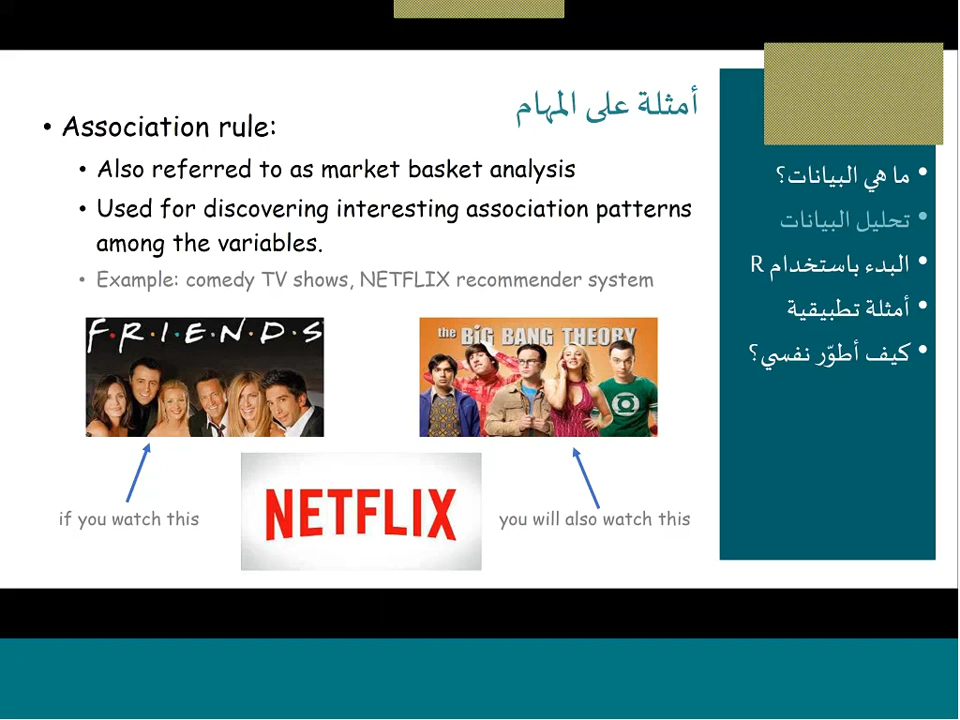 أمثلة على المهام
• Association rule:
• Also referred to as market basket analysis
• Used for discovering interesting association patterns
among the variables.
• Example: comedy TV shows, NETFLIX recommender system
F·R·I·E·N·D·S
the BiG BANG THEORY
if you watch this
NETFLIX
you will also watch this
• ما هي البيانات؟
• تحليل البيانات
• البدء باستخدام R
• أمثلة تطبيقية
• كيف أطوّر نفسي؟